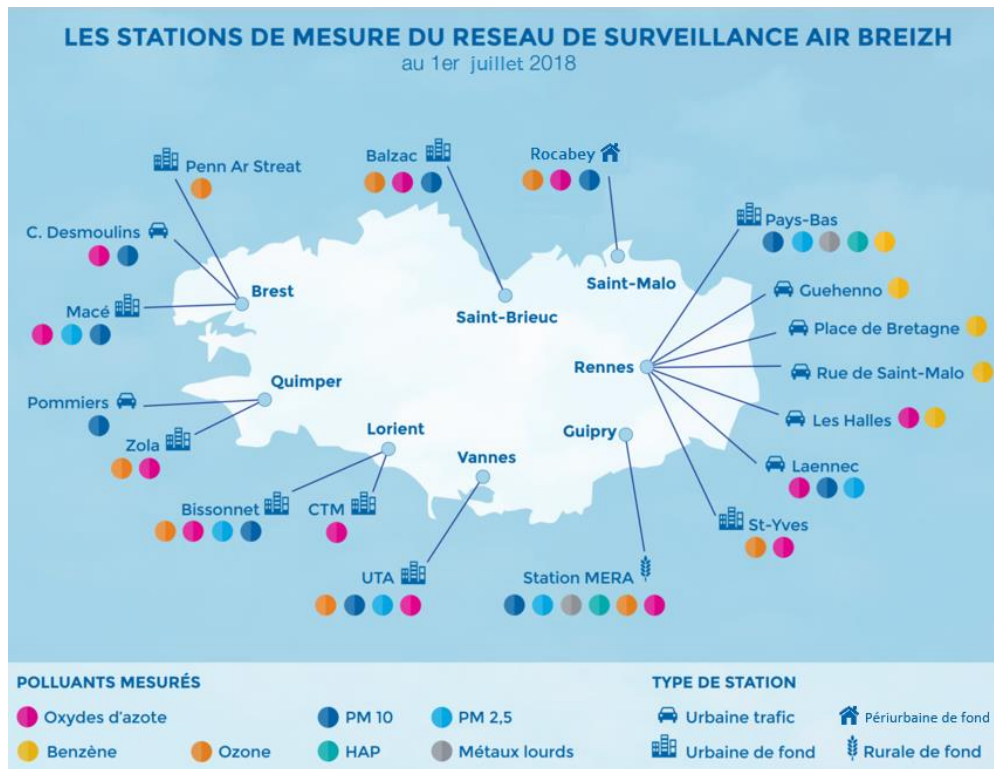 LES STATIONS DE MESURE DU RESEAU DE SURVEILLANCE AIR BREIZH
au 1er juillet 2018
Penn Ar Streat
Balzac
Rocabey
C. Desmoulins
Pays-Bas
Macé
Brest
Saint-Brieuc
Saint-Malo
Guehenno
Place de Bretagne
Pommiers
Quimper
Rennes
Rue de Saint-Malo
Zola
Lorient
Guipry
Les Halles
Vannes
Laennec
Bissonnet
CTM
St-Yves
UTA
Station MERA
POLLUANTS MESURÉS
Oxydes d'azote
PM 10
PM 2,5
Benzène
Ozone
HAP
Métaux lourds
TYPE DE STATION
Urbaine trafic
Périurbaine de fond
Urbaine de fond
Rurale de fond